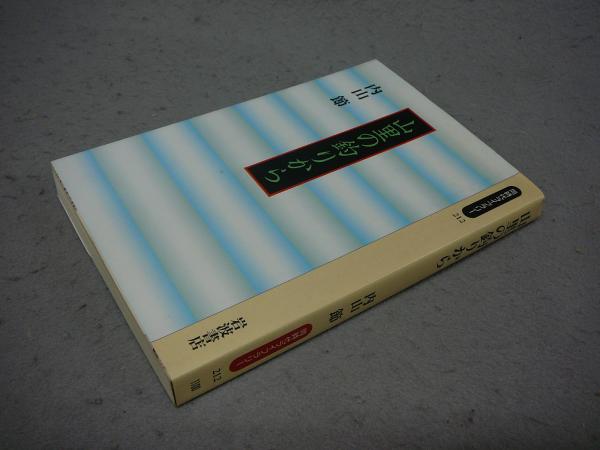 内山 節
山里の釣りから
同時代ライブラリー
212
岩波書店
山里の釣りから
内山 節
同時代ライブラリー
212
1100